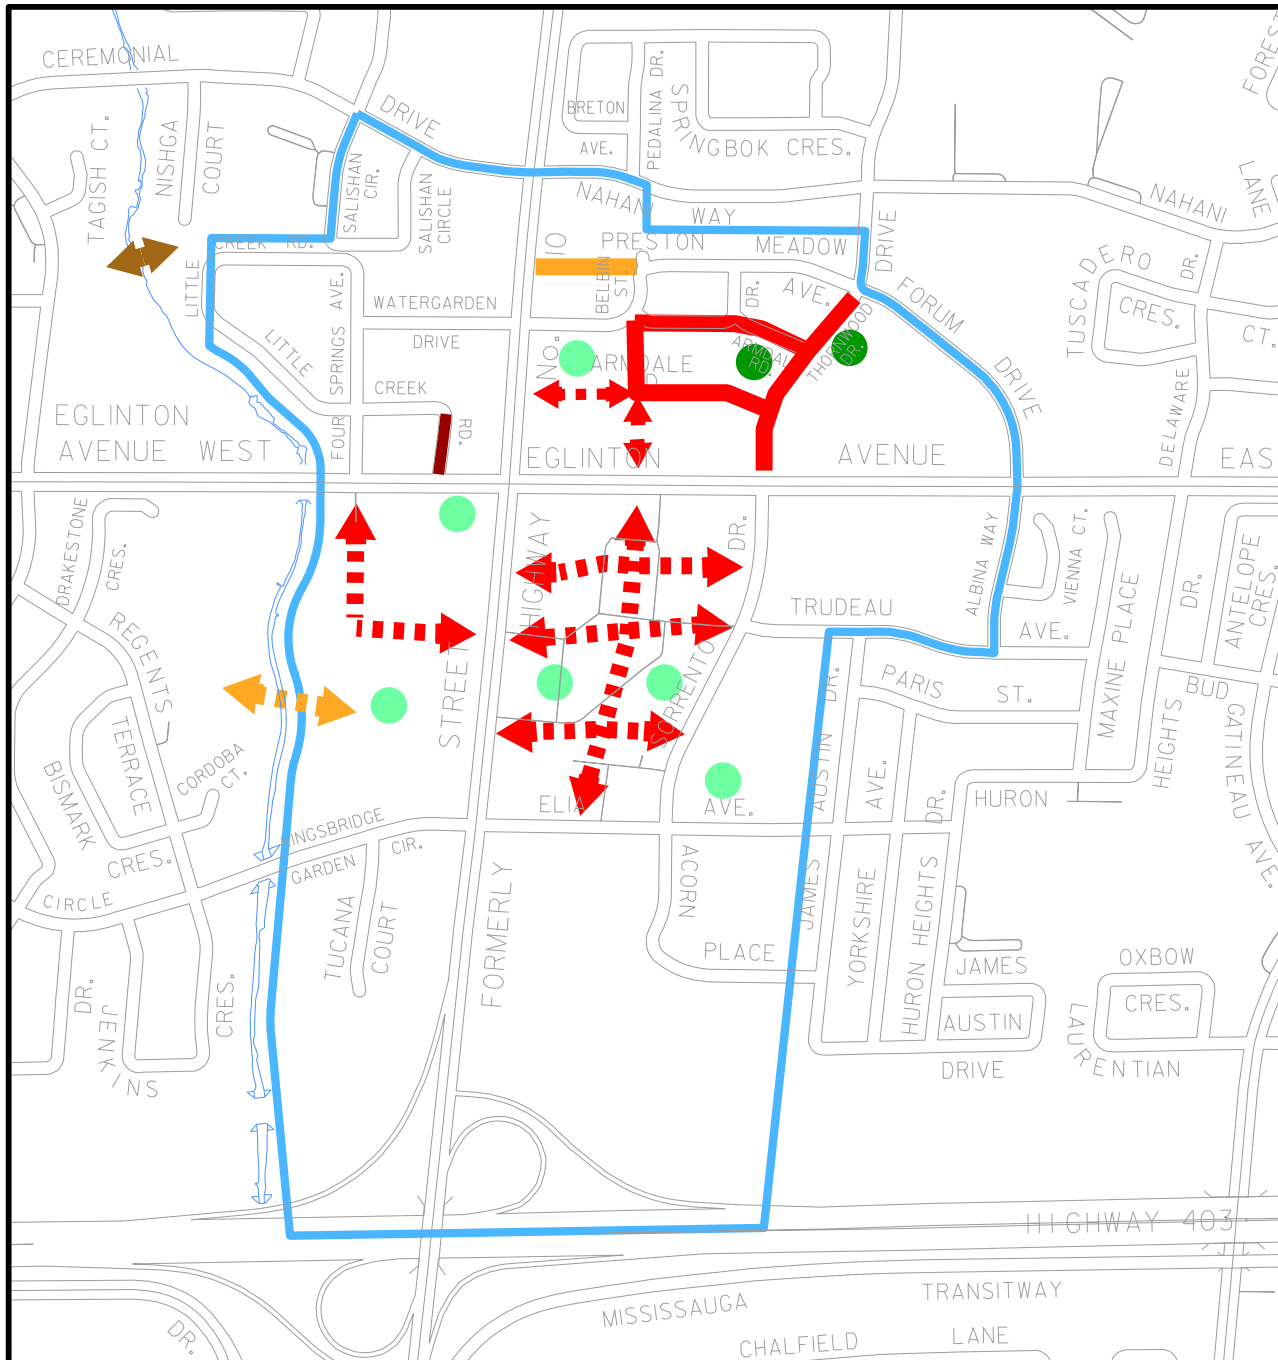 CEREMONIAL
DRIVE
TAGISH CT.
NISHGA
COURT
SALISHAN
CIR.
SALISHAN
CIRCLE
BRETON
AVE.
PEDALINA DR.
SPRINGBOK CRES.
NAHANI
WAY
NAHANI
LANE
CREEK RD.
LITTLE
LITTLE
CREEK
RD.
FOUR SPRINGS AVE.
WATERGARDEN
DRIVE
NO. 10
PRESTON
MEADOW
AVE.
BELBIN
ST.
DR.
DRIVE
FORUM
DRIVE
ARMDALE
THORNWOOD
DR.
RD.
TUSCADERO
DR.
CRES.
CT.
DELAWARE
EGLINTON
AVENUE WEST
EGLINTON
AVENUE
EAS
DRAKESTONE
CRES.
REGENTS
TERRACE
BISMARK
CRES.
CORDOBA
CT.
HIGHWAY
STREET
FORMERLY
DR.
SORRENTO
TRUDEAU
AVE.
ALBINA WAY
VIENNA CT.
MAXINE PLACE
DR.
ANTELOPE
CRES.
PARIS
ST.
BUD
GATINEAU AVE.
HEIGHTS
AUSTIN DR.
JAMES
AVE.
YORKSHIRE
DR.
HURON HEIGHTS
HURON
ELIA
AVE.
KINGSBRIDGE
GARDEN
CIR.
CIRCLE
TUCANA
COURT
ACORN
PLACE
DR.
JENKINS
CRES.
JAMES
AUSTIN
DRIVE
OXBOW
CRES.
LAURENTIAN
HIGHWAY 403
MISSISSAUGA
TRANSITWAY
CHALFIELD
LANE
DR.